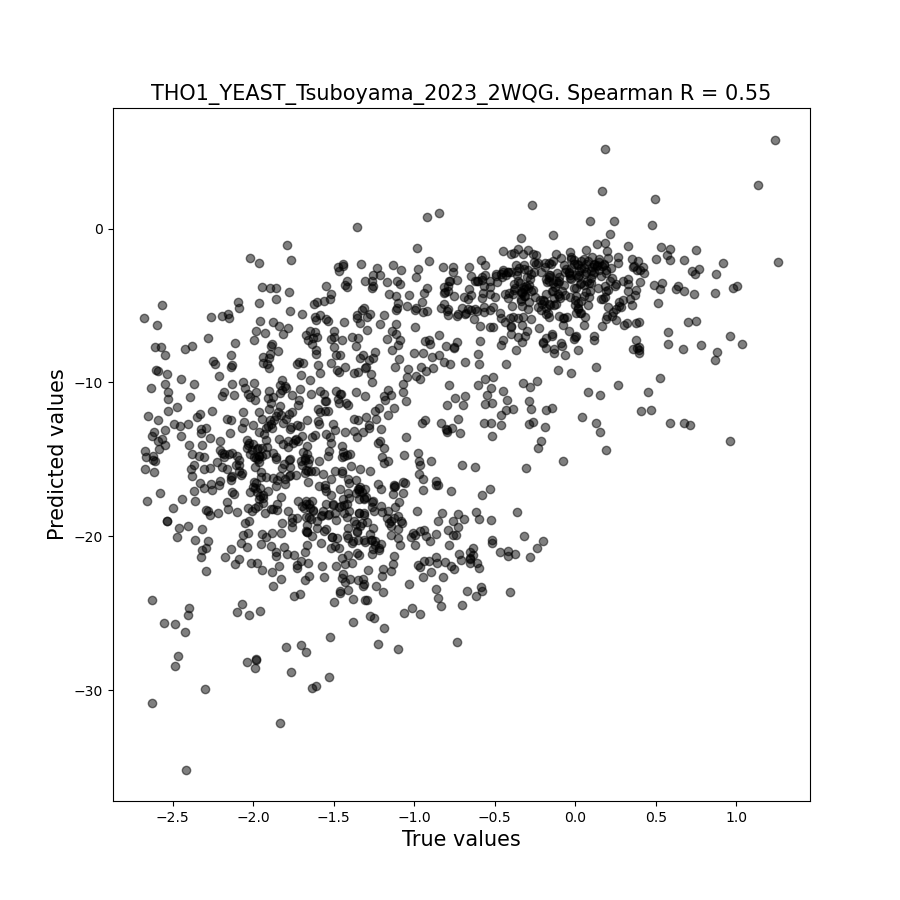 THO1_YEAST_Tsuboyama_2023_2WQG. Spearman R = 0.55
0
−10
−20
−30
Predicted values
−2.5 −2.0 −1.5 −1.0 −0.5 0.0 0.5 1.0
True values